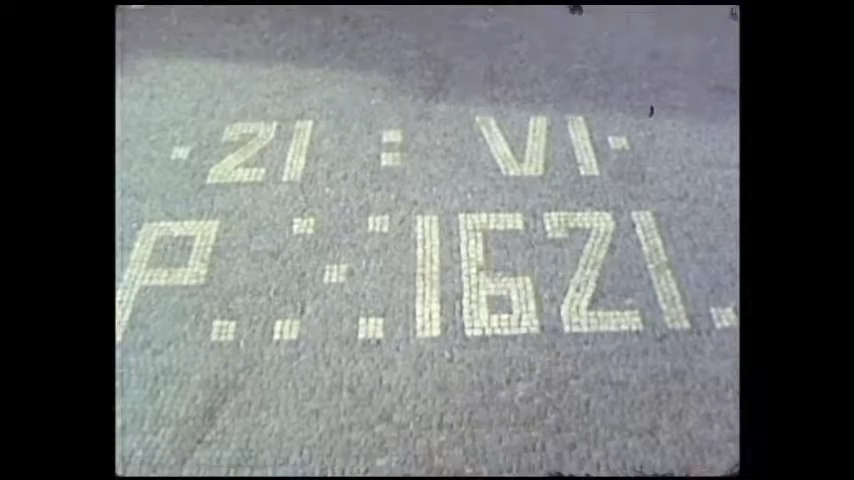 · 21 : VI ·
P . ⁙ 1621 .